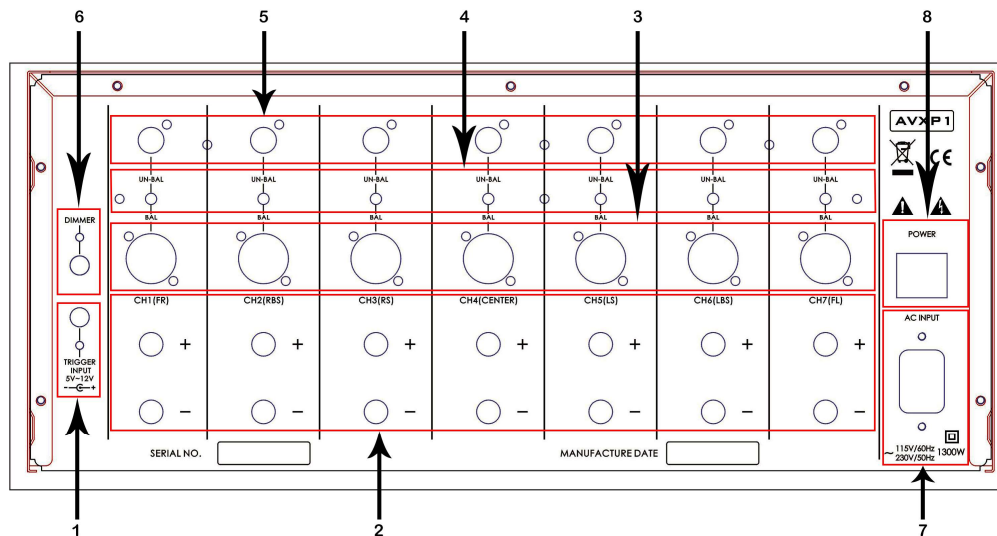 6
5
4
3
8
AVXP1
CE
UN-BAL UN-BAL UN-BAL UN-BAL UN-BAL UN-BAL UN-BAL
BAL BAL BAL BAL BAL BAL BAL
DIMMER
POWER
CH1(FR) CH2(RBS) CH3(RS) CH4(CENTER) CH5(LS) CH6(LBS) CH7(FL)
AC INPUT
+ + + + + + +
TRIGGER
INPUT
5V~12V
- +
− − − − − − −
SERIAL NO.
MANUFACTURE DATE
~ 115V/60Hz
230V/50Hz
1300W
1
2
7